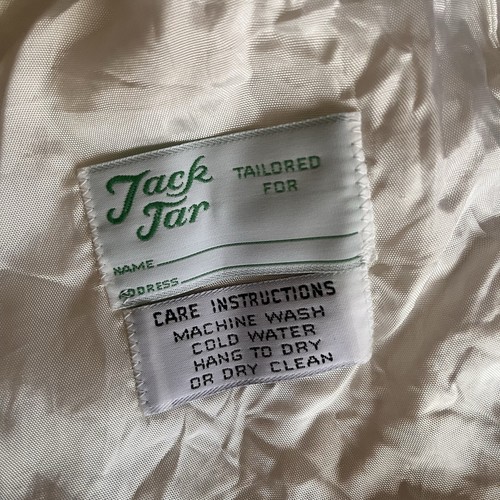 Jack
Tar
TAILORED
FOR
NAME
ADDRESS
CARE INSTRUCTIONS
MACHINE WASH
COLD WATER
HANG TO DRY
OR DRY CLEAN